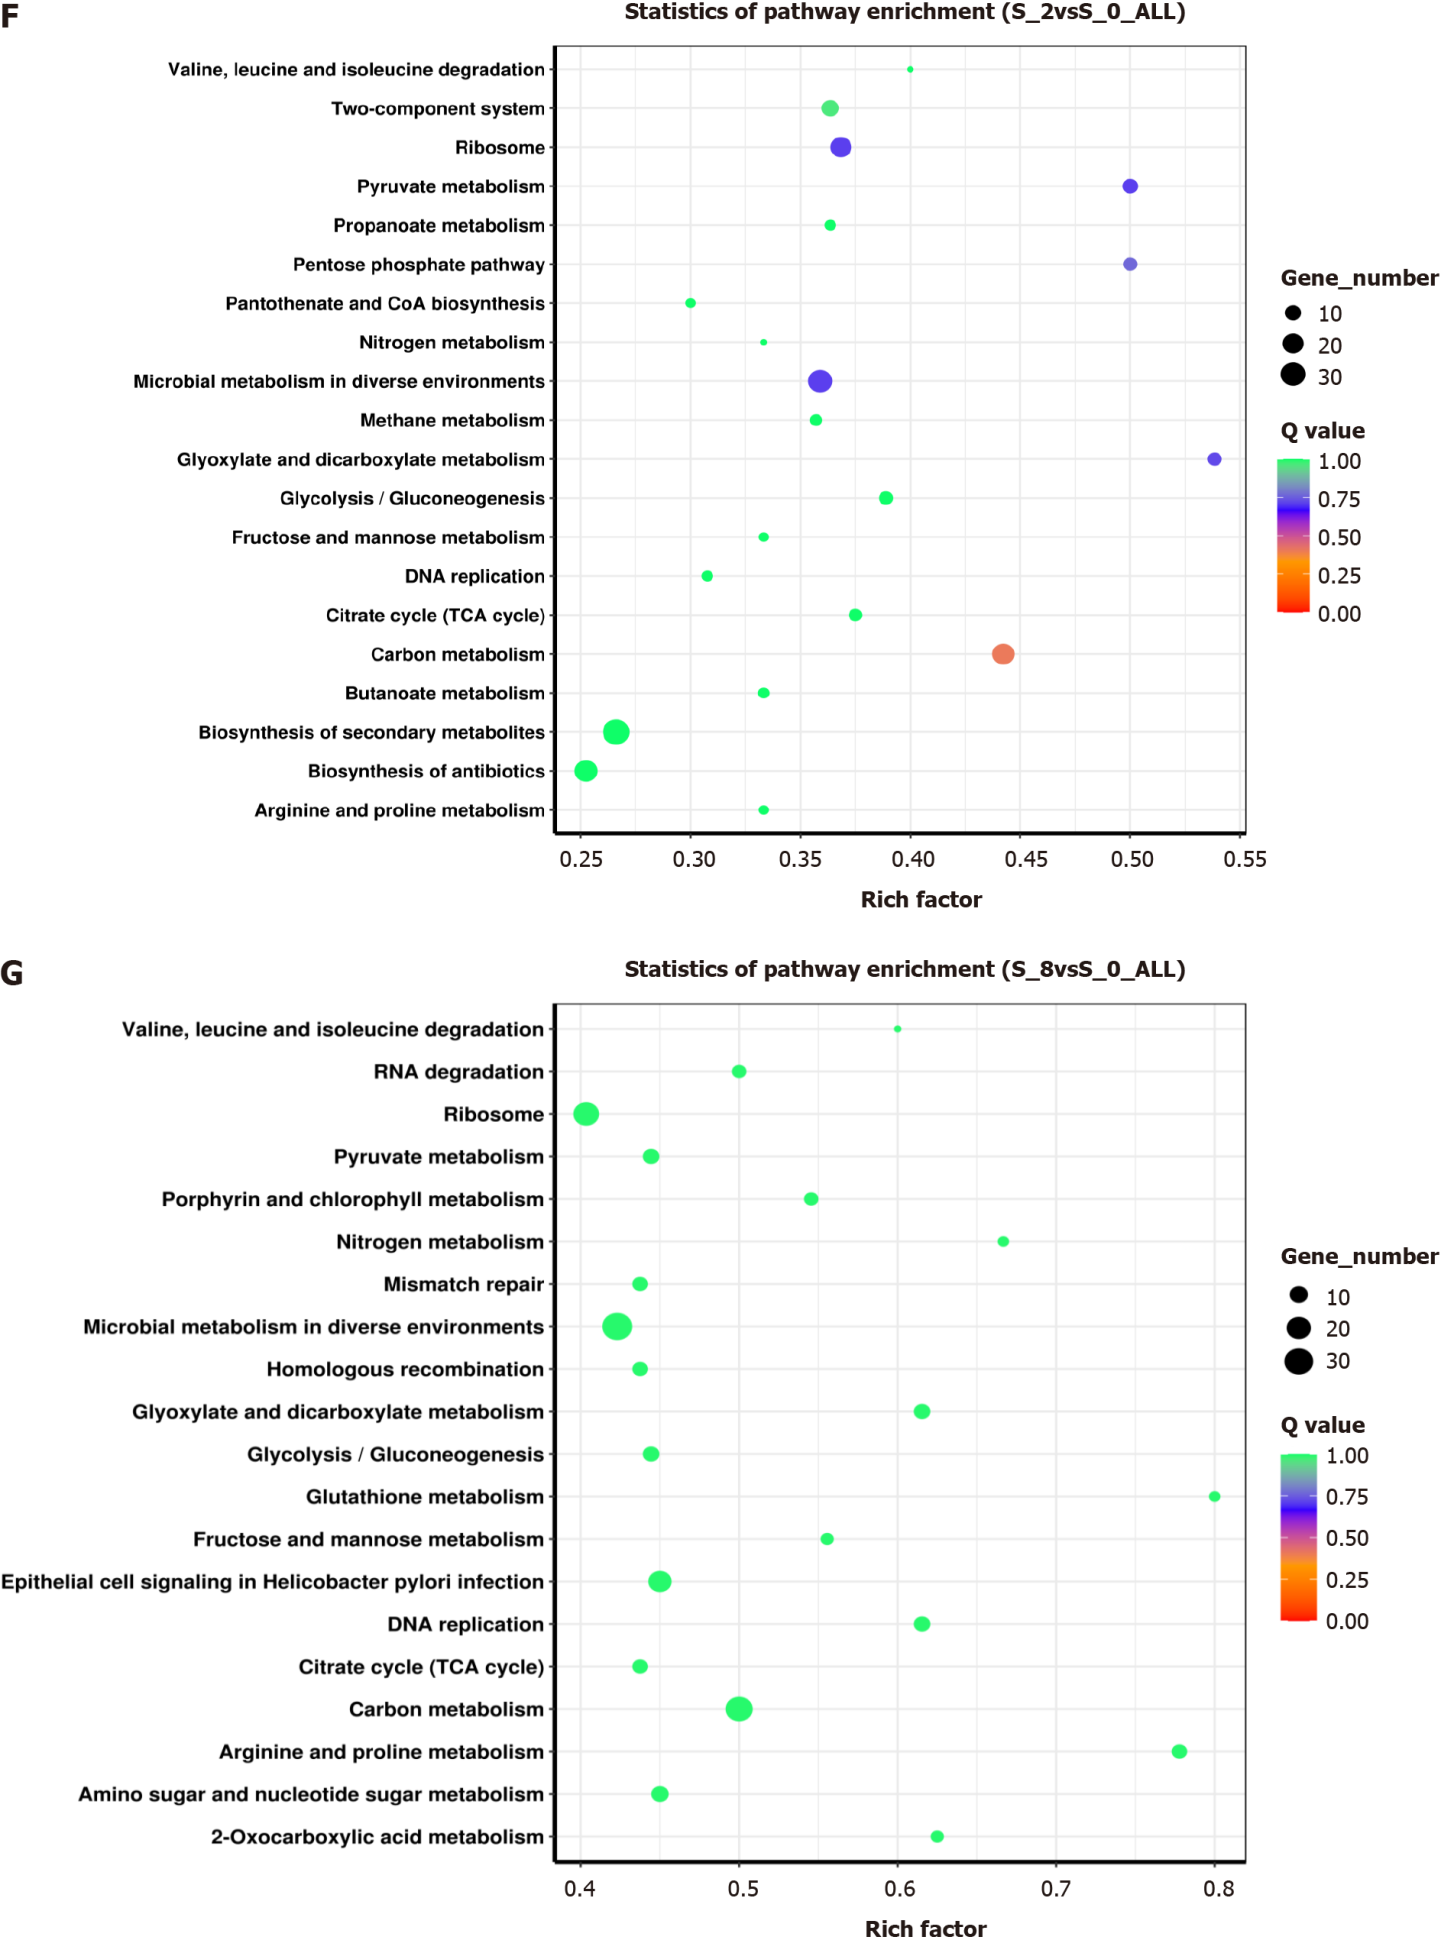 F
Statistics of pathway enrichment (S_2vsS_0_ALL)
Valine, leucine and isoleucine degradation
Two-component system
Ribosome
Pyruvate metabolism
Propanoate metabolism
Pentose phosphate pathway
Pantothenate and CoA biosynthesis
Nitrogen metabolism
Microbial metabolism in diverse environments
Methane metabolism
Glyoxylate and dicarboxylate metabolism
Glycolysis / Gluconeogenesis
Fructose and mannose metabolism
DNA replication
Citrate cycle (TCA cycle)
Carbon metabolism
Butanoate metabolism
Biosynthesis of secondary metabolites
Biosynthesis of antibiotics
Arginine and proline metabolism
0.25 0.30 0.35 0.40 0.45 0.50 0.55
Rich factor
Gene_number
10
20
30
Q value
1.00
0.75
0.50
0.25
0.00
G
Statistics of pathway enrichment (S_8vsS_0_ALL)
Valine, leucine and isoleucine degradation
RNA degradation
Ribosome
Pyruvate metabolism
Porphyrin and chlorophyll metabolism
Nitrogen metabolism
Mismatch repair
Microbial metabolism in diverse environments
Homologous recombination
Glyoxylate and dicarboxylate metabolism
Glycolysis / Gluconeogenesis
Glutathione metabolism
Fructose and mannose metabolism
Epithelial cell signaling in Helicobacter pylori infection
DNA replication
Citrate cycle (TCA cycle)
Carbon metabolism
Arginine and proline metabolism
Amino sugar and nucleotide sugar metabolism
2-Oxocarboxylic acid metabolism
0.4 0.5 0.6 0.7 0.8
Rich factor
Gene_number
10
20
30
Q value
1.00
0.75
0.50
0.25
0.00